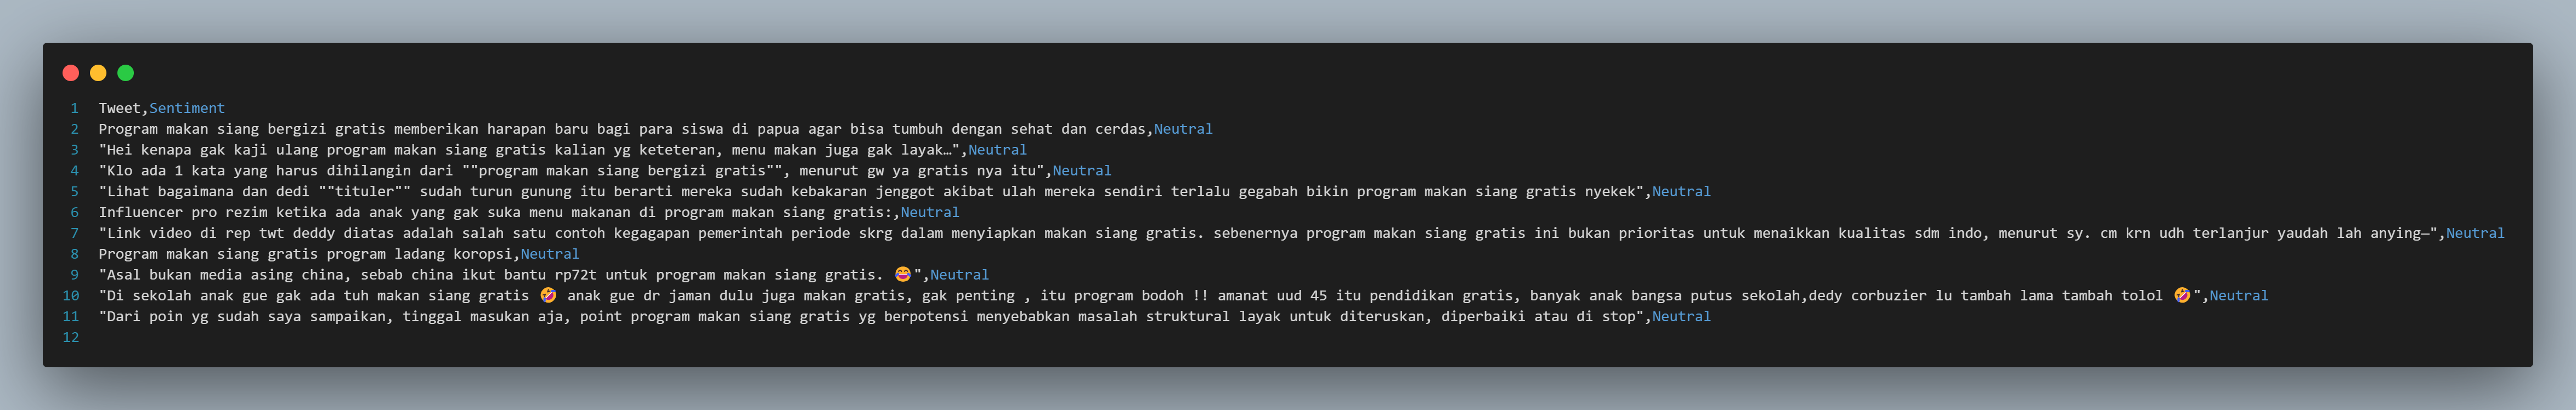 1 Tweet,Sentiment
2 Program makan siang bergizi gratis memberikan harapan baru bagi para siswa di papua agar bisa tumbuh dengan sehat dan cerdas,Neutral
3 "Hei kenapa gak kaji ulang program makan siang gratis kalian yg keteteran, menu makan juga gak layak…",Neutral
4 "Klo ada 1 kata yang harus dihilangin dari ""program makan siang bergizi gratis"", menurut gw ya gratis nya itu",Neutral
5 "Lihat bagaimana dan dedi ""tituler"" sudah turun gunung itu berarti mereka sudah kebakaran jenggot akibat ulah mereka sendiri terlalu gegabah bikin program makan siang gratis nyekek",Neutral
6 Influencer pro rezim ketika ada anak yang gak suka menu makanan di program makan siang gratis:,Neutral
7 "Link video di rep twt deddy diatas adalah salah satu contoh kegagapan pemerintah periode skrg dalam menyiapkan makan siang gratis. sebenernya program makan siang gratis ini bukan prioritas untuk menaikkan kualitas sdm indo, menurut sy. cm krn udh terlanjur yaudah lah anying—",Neutral
8 Program makan siang gratis program ladang koropsi,Neutral
9 "Asal bukan media asing china, sebab china ikut bantu rp72t untuk program makan siang gratis. 😂",Neutral
10 "Di sekolah anak gue gak ada tuh makan siang gratis 🤣 anak gue dr jaman dulu juga makan gratis, gak penting , itu program bodoh !! amanat uud 45 itu pendidikan gratis, banyak anak bangsa putus sekolah,dedy corbuzier lu tambah lama tambah tolol 🤣",Neutral
11 "Dari poin yg sudah saya sampaikan, tinggal masukan aja, point program makan siang gratis yg berpotensi menyebabkan masalah struktural layak untuk diteruskan, diperbaiki atau di stop",Neutral
12